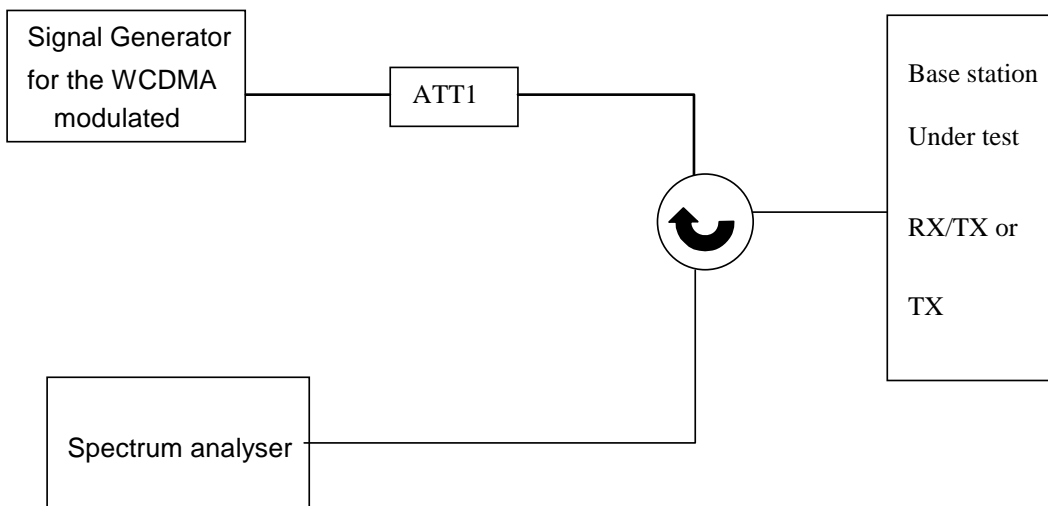 Signal Generator
for the WCDMA
modulated
ATT1
Base station
Under test
RX/TX or
TX
Spectrum analyser